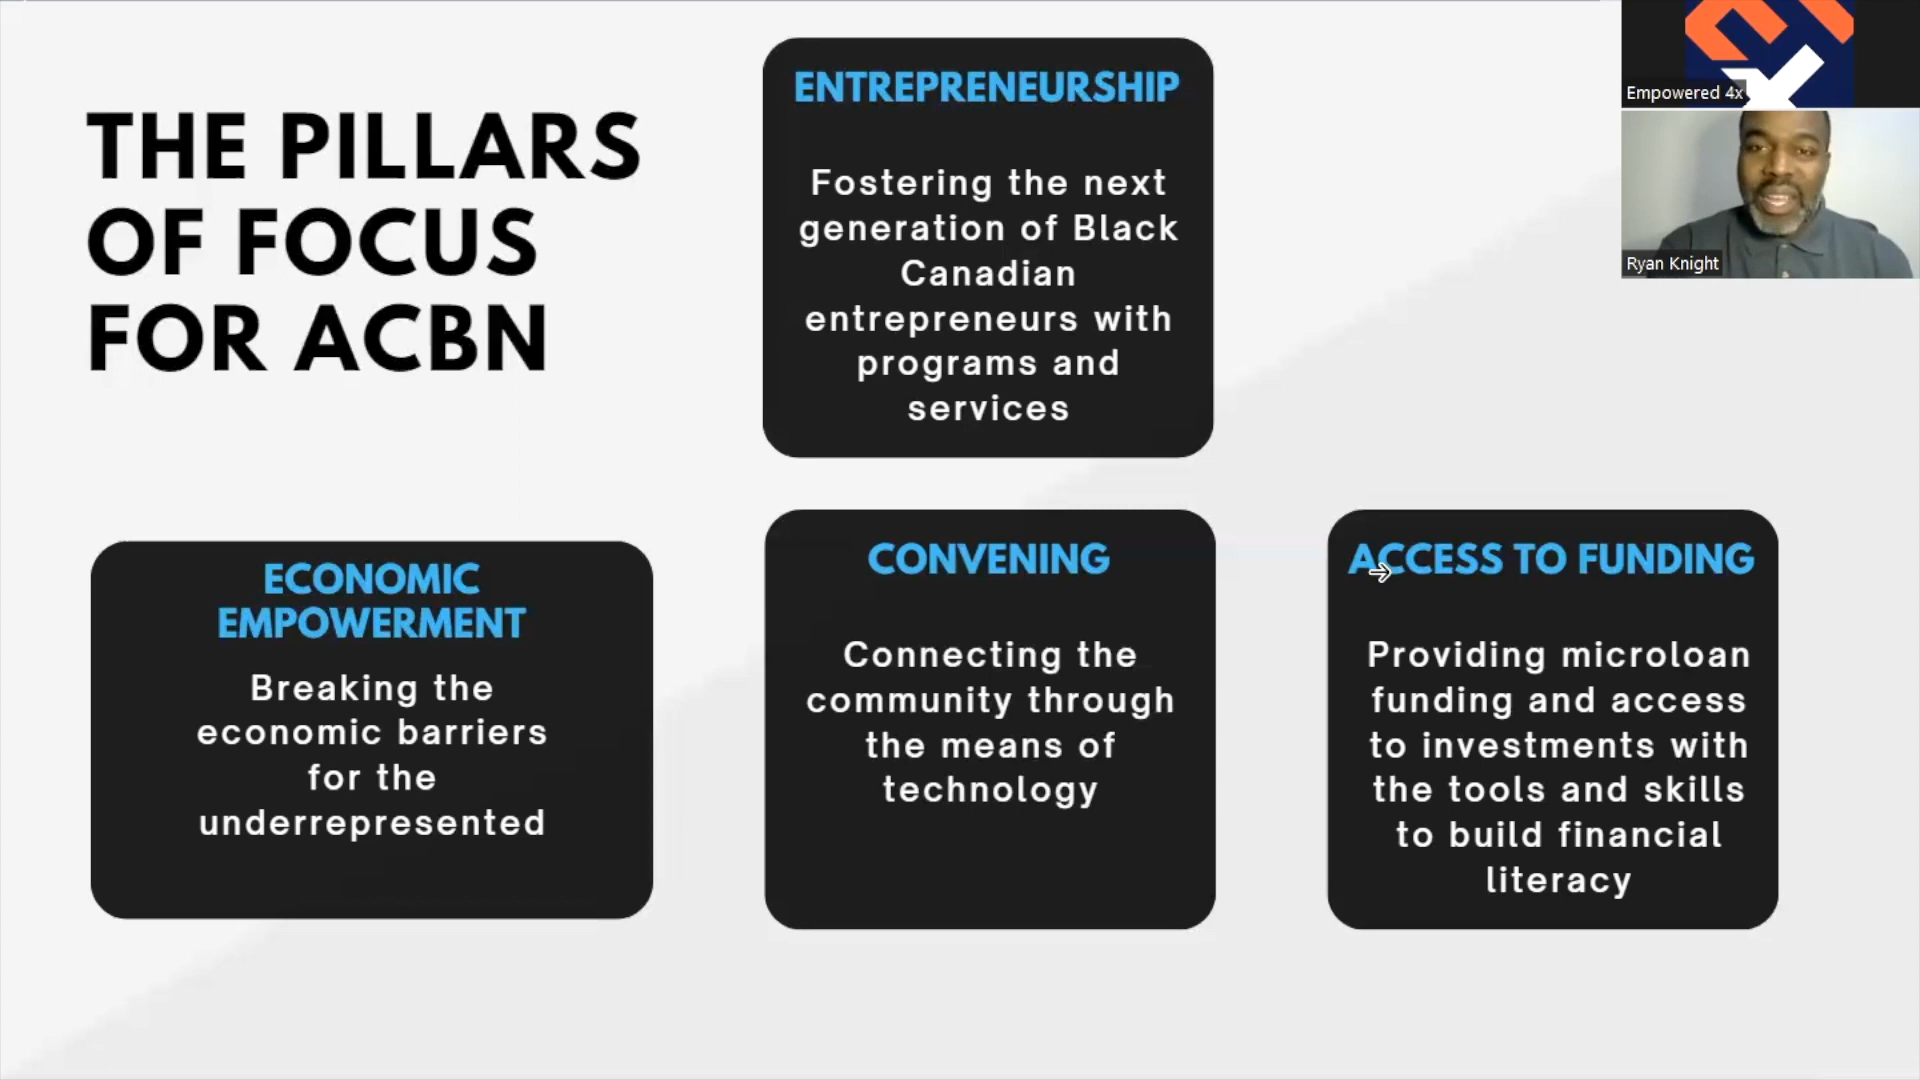 THE PILLARS
OF FOCUS
FOR ACBN
ENTREPRENEURSHIP
Fostering the next
generation of Black
Canadian
entrepreneurs with
programs and
services
ECONOMIC
EMPOWERMENT
Breaking the
economic barriers
for the
underrepresented
CONVENING
Connecting the
community through
the means of
technology
ACCESS TO FUNDING
Providing microloan
funding and access
to investments with
the tools and skills
to build financial
literacy
Empowered 4x
Ryan Knight